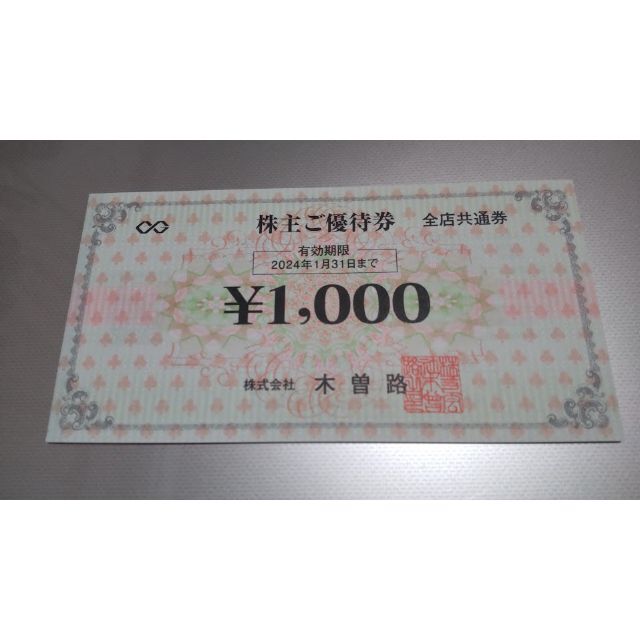 株主ご優待券 全店共通券
有効期限
2024年1月31日まで
¥1,000
株式会社 木曽路